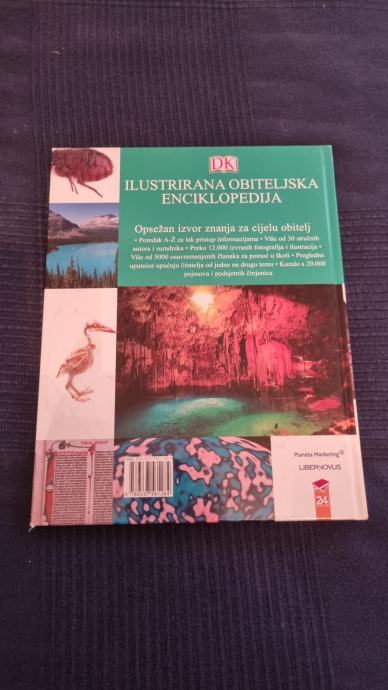 DK
ILUSTRIRANA OBITELJSKA
ENCIKLOPEDIJA
Opsežan izvor znanja za cijelu obitelj
• Poredak A-Ž za lak pristup informacijama • Više od 30 stručnih
autora i suradnika • Preko 12.000 izvrsnih fotografija i ilustracija •
Više od 5000 osuvremenjenih članaka za pomoć u školi • Pregledne
uputnice upućuju čitatelja od jedne na drugu temu • Kazalo s 20.000
pojmova i podsjetnik činjenica
Planeta Marketing®
LIBERNOVUS
24